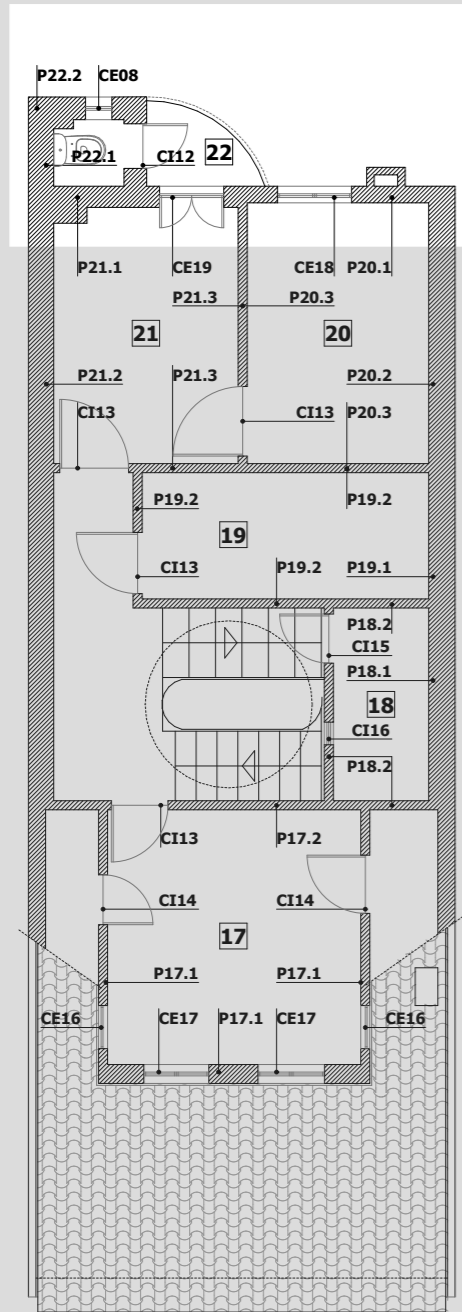 P22.2 CE08
P22.1 CI12 22
P21.1 CE19 CE18 P20.1
P21.3 P20.3
21 20
P21.2 P21.3 P20.2
CI13 CI13 P20.3
P19.2 P19.2
19
CI13 P19.2 P19.1
P18.2
CI15
P18.1
18
CI16
P18.2
CI13 P17.2
CI14 CI14
17
P17.1 P17.1
CE16 CE17 P17.1 CE17 CE16